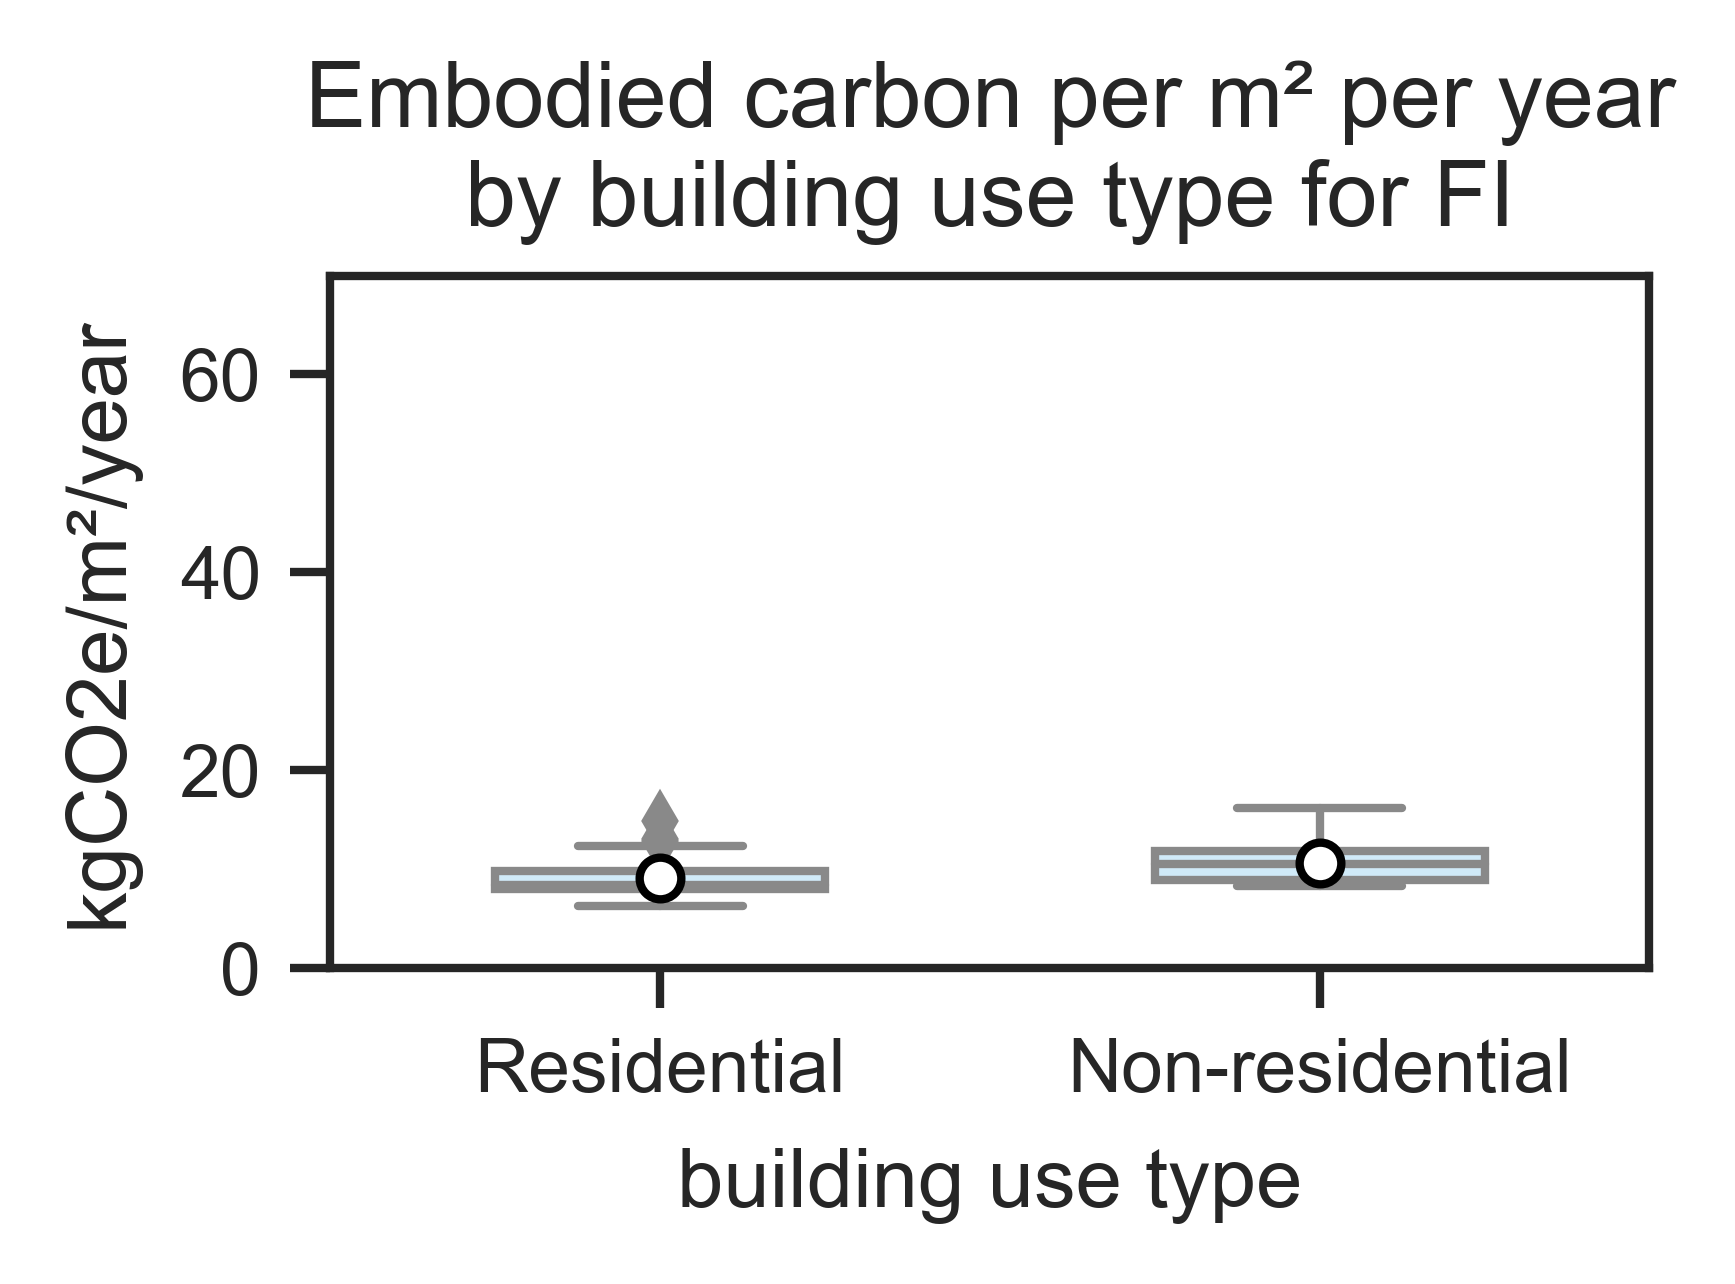 Embodied carbon per m² per year
by building use type for FI
kgCO2e/m²/year
60
40
20
0
Residential
Non-residential
building use type